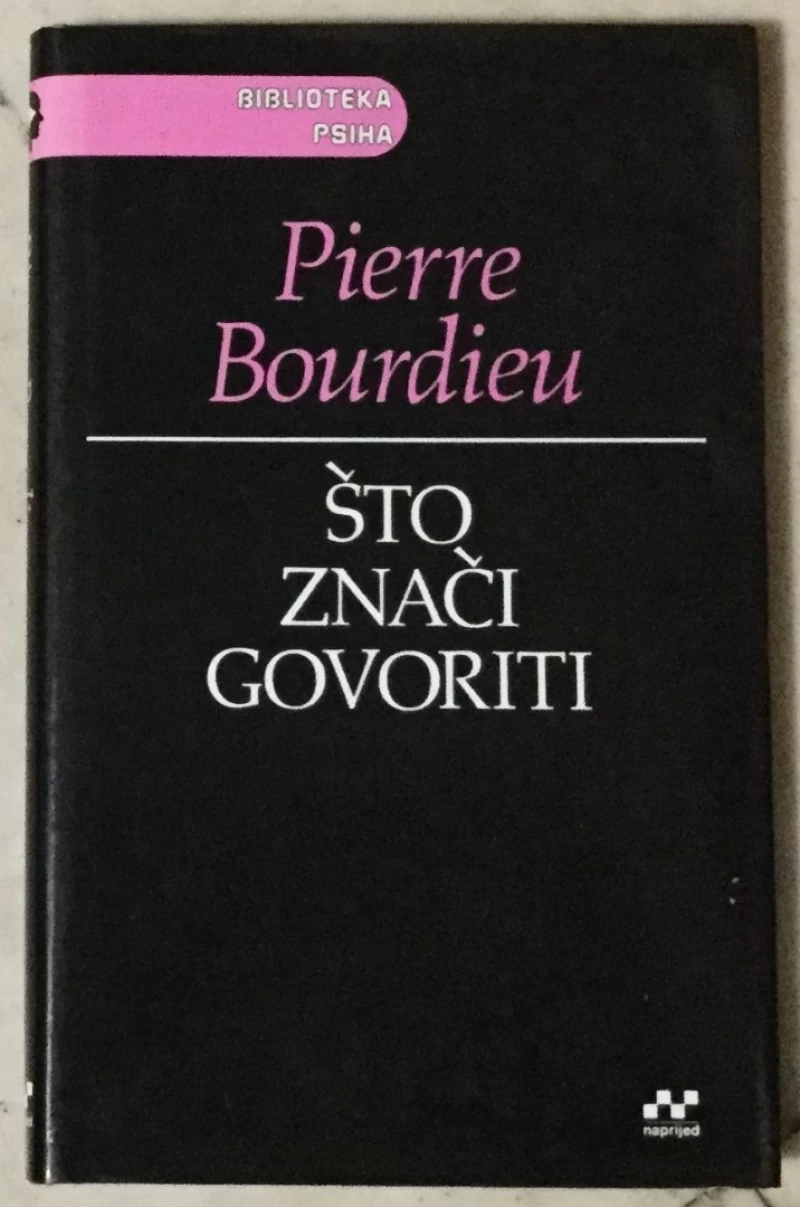 BIBLIOTEKA
PSIHA
Pierre
Bourdieu
ŠTO
ZNAČI
GOVORITI
naprijed